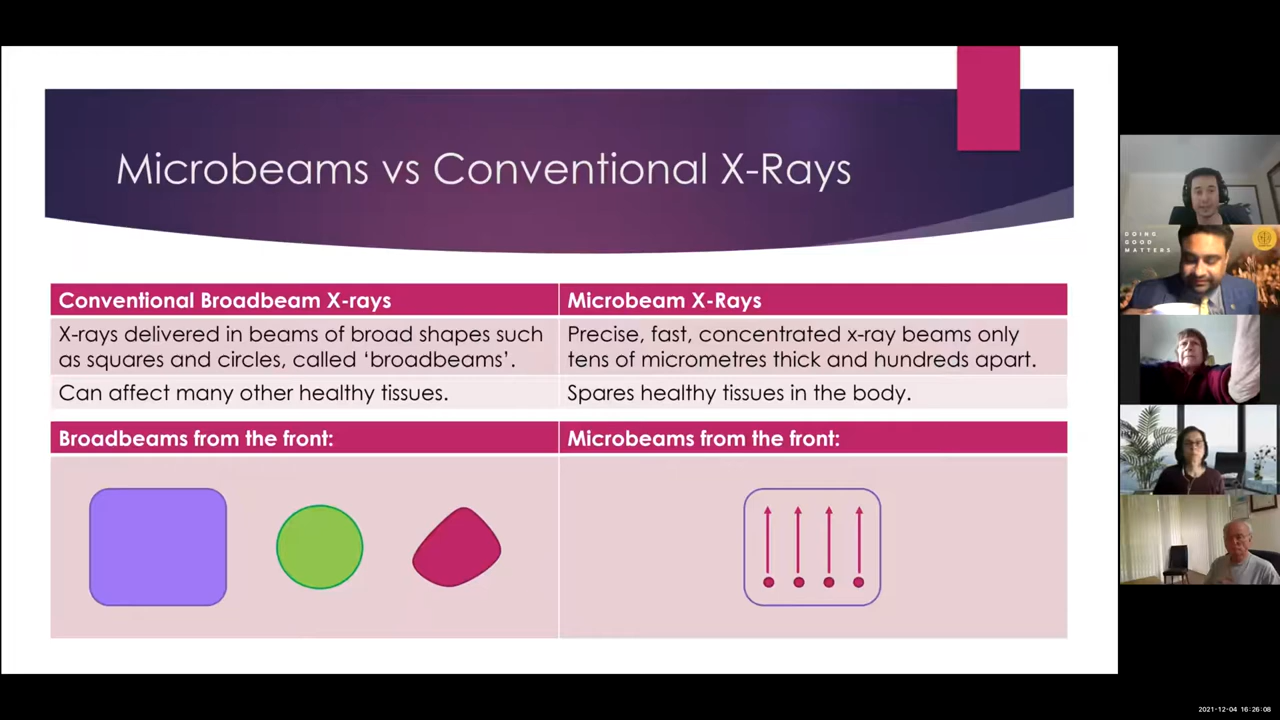 Microbeams vs Conventional X-Rays
Conventional Broadbeam X-rays
Microbeam X-Rays
X-rays delivered in beams of broad shapes such
as squares and circles, called ‘broadbeams’.
Precise, fast, concentrated x-ray beams only
tens of micrometres thick and hundreds apart.
Can affect many other healthy tissues.
Spares healthy tissues in the body.
Broadbeams from the front:
Microbeams from the front:
DOING
GOOD
MATTERS
2021-12-04 16:26:08